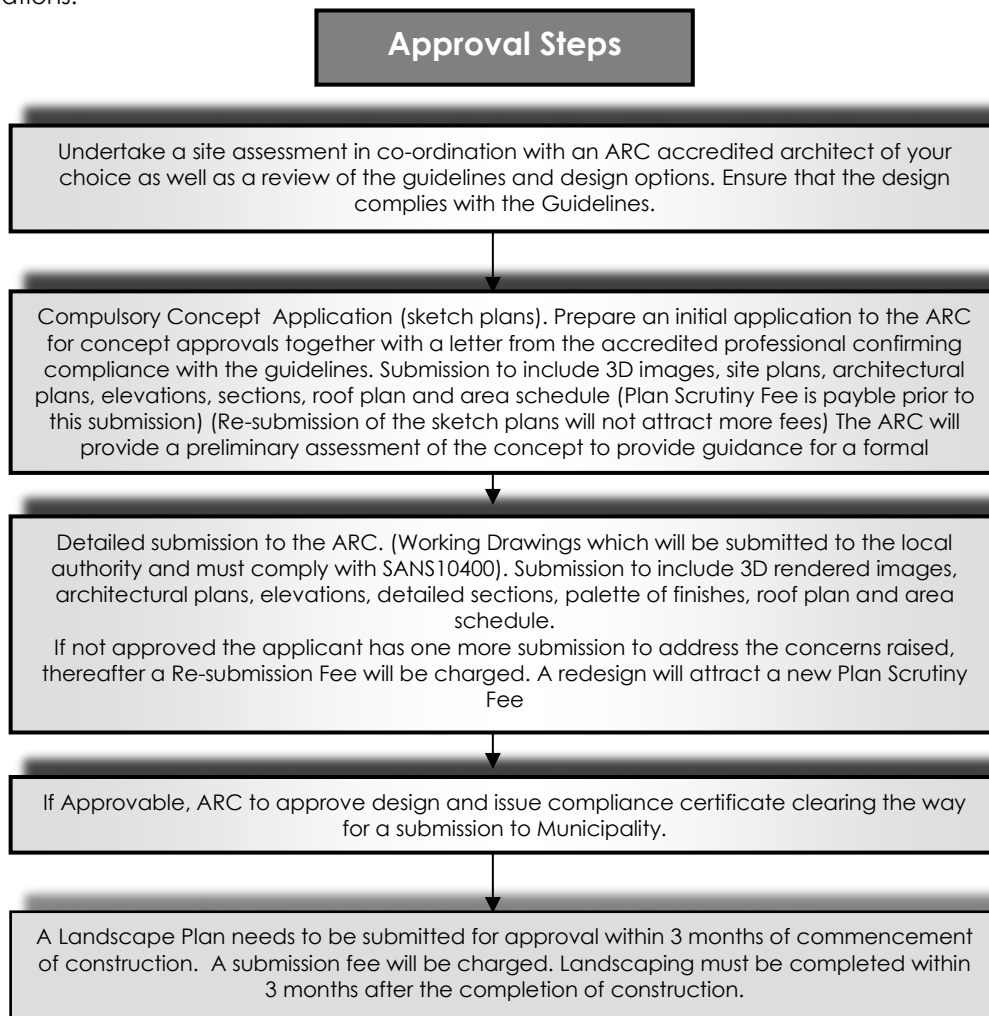 ations.
Approval Steps
Undertake a site assessment in co-ordination with an ARC accredited architect of your
choice as well as a review of the guidelines and design options. Ensure that the design
complies with the Guidelines.
Compulsory Concept  Application (sketch plans). Prepare an initial application to the ARC
for concept approvals together with a letter from the accredited professional confirming
compliance with the guidelines. Submission to include 3D images, site plans, architectural
plans, elevations, sections, roof plan and area schedule (Plan Scrutiny Fee is payble prior to
this submission) (Re-submission of the sketch plans will not attract more fees) The ARC will
provide a preliminary assessment of the concept to provide guidance for a formal
Detailed submission to the ARC. (Working Drawings which will be submitted to the local
authority and must comply with SANS10400). Submission to include 3D rendered images,
architectural plans, elevations, detailed sections, palette of finishes, roof plan and area
schedule.
If not approved the applicant has one more submission to address the concerns raised,
thereafter a Re-submission Fee will be charged. A redesign will attract a new Plan Scrutiny
Fee
If Approvable, ARC to approve design and issue compliance certificate clearing the way
for a submission to Municipality.
A Landscape Plan needs to be submitted for approval within 3 months of commencement
of construction.  A submission fee will be charged. Landscaping must be completed within
3 months after the completion of construction.